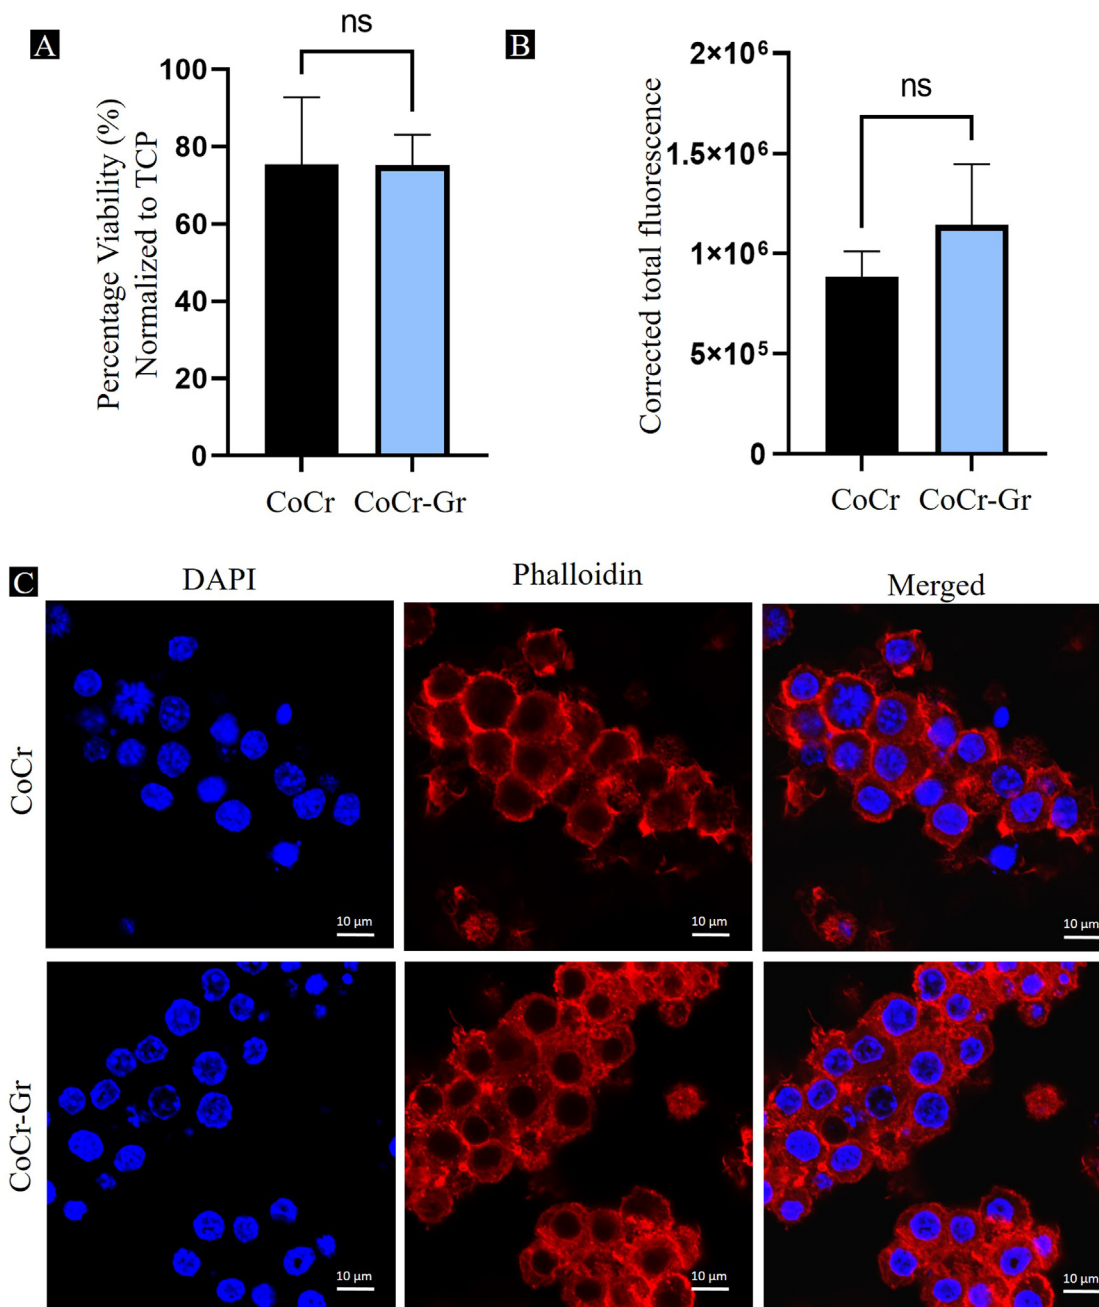 A
ns
Percentage Viability (%)
Normalized to TCP
100
80
60
40
20
0
CoCr
CoCr-Gr
B
ns
Corrected total fluorescence
2×10⁶
1.5×10⁶
1×10⁶
5×10⁵
0
CoCr
CoCr-Gr
C
DAPI
Phalloidin
Merged
CoCr
10 µm
10 µm
10 µm
CoCr-Gr
10 µm
10 µm
10 µm